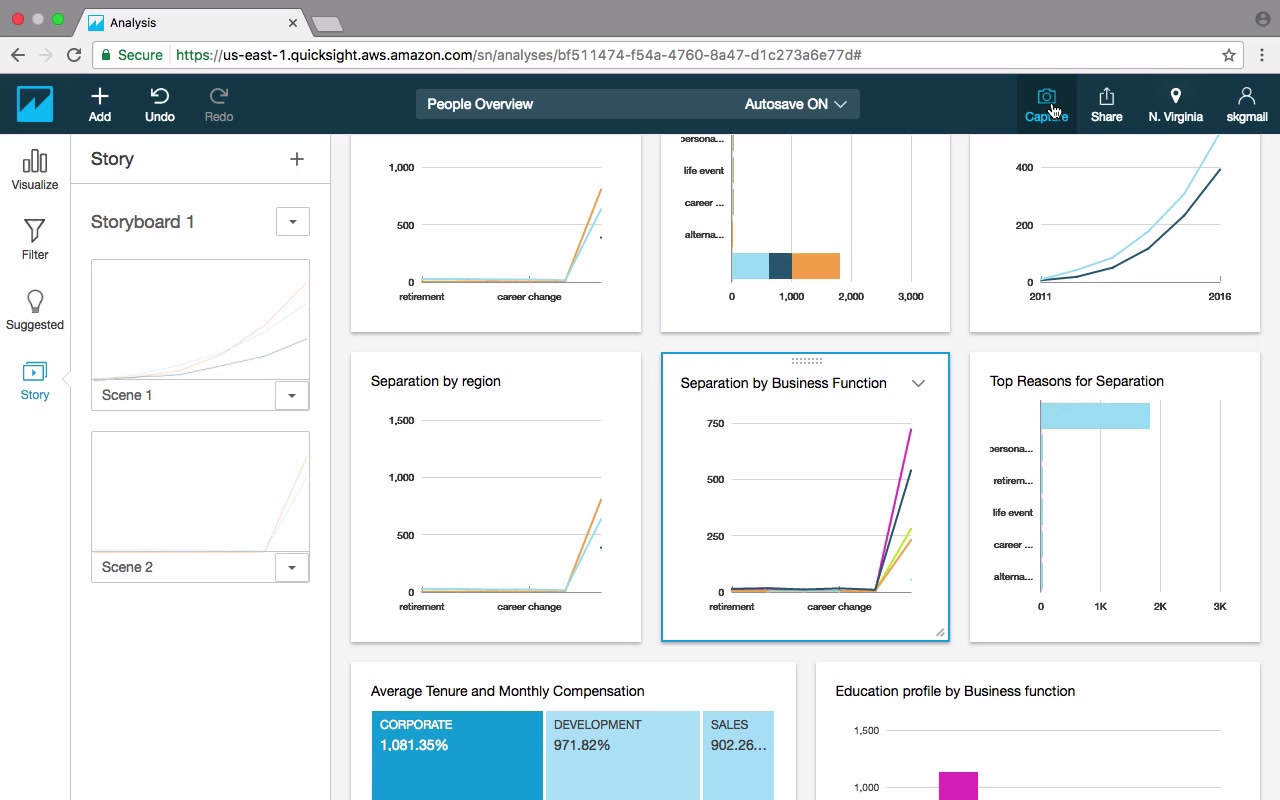 Analysis
Secure https://us-east-1.quicksight.aws.amazon.com/sn/analyses/bf511474-f54a-4760-8a47-d1c273a6e77d#
Add
Undo
Redo
People Overview
Autosave ON
Capture
Share
N. Virginia
skgmail
Visualize
Filter
Suggested
Story
Story
Storyboard 1
Scene 1
Scene 2
1,000
500
0
retirement
career change
persona...
life event
career ...
alterna...
0
1,000
2,000
3,000
400
200
0
2011
2016
Separation by region
1,500
1,000
500
0
retirement
career change
Separation by Business Function
750
500
250
0
retirement
career change
Top Reasons for Separation
persona...
retirem...
life event
career ...
alterna...
0
1K
2K
3K
Average Tenure and Monthly Compensation
CORPORATE
1,081.35%
DEVELOPMENT
971.82%
SALES
902.26...
Education profile by Business function
1,500
1,000